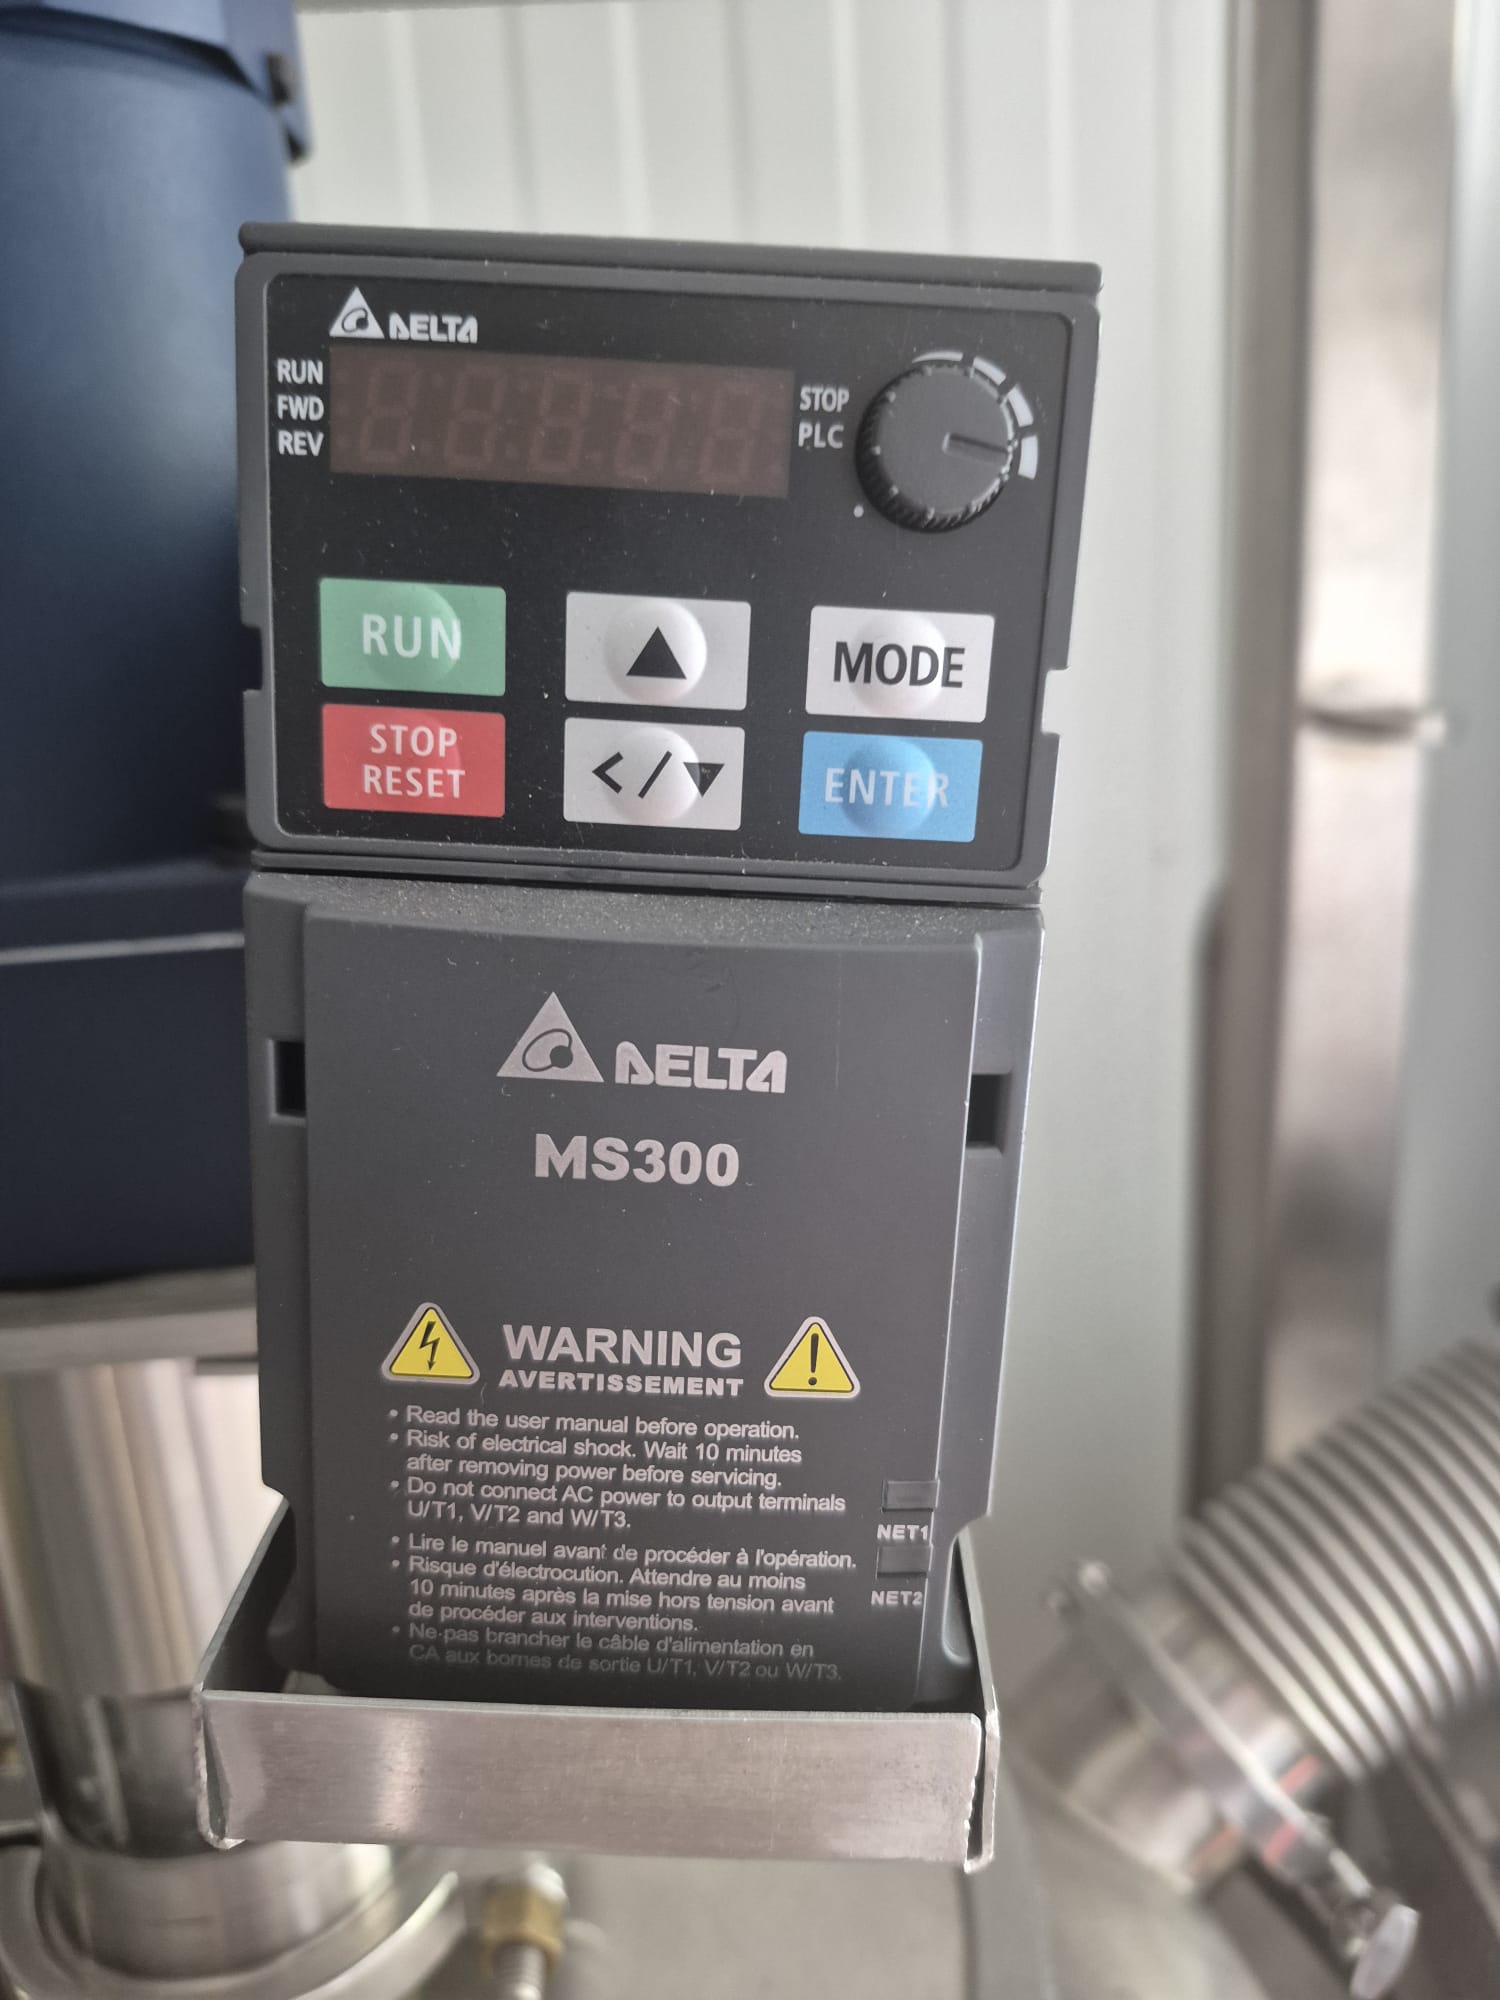 DELTA
RUN
FWD
REV
STOP
PLC
RUN
MODE
STOP
RESET
ENTER
DELTA
MS300
WARNING
AVERTISSEMENT
• Read the user manual before operation.
• Risk of electrical shock. Wait 10 minutes
after removing power before servicing.
• Do not connect AC power to output terminals
U/T1, V/T2 and W/T3.
• Lire le manuel avant de procéder à l'opération.
• Risque d'électrocution. Attendre au moins
10 minutes après la mise hors tension avant
de procéder aux interventions.
• Ne-pas brancher le câble d'alimentation en
CA aux bornes de sortie U/T1, V/T2 ou W/T3.
NET1
NET2